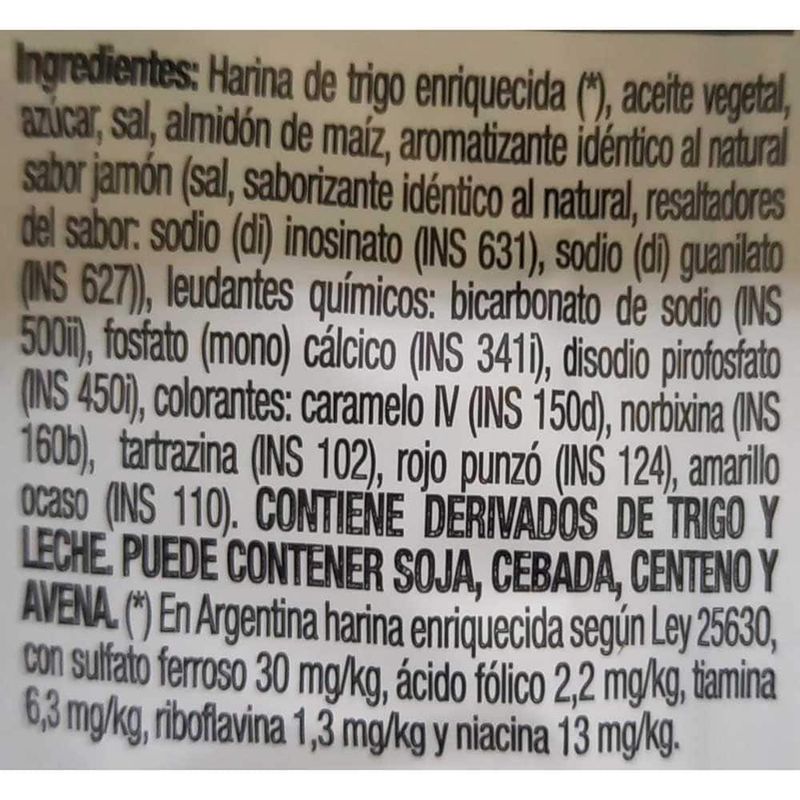 Ingredientes: Harina de trigo enriquecida (*), aceite vegetal,
azúcar, sal, almidón de maíz, aromatizante idéntico al natural
sabor jamón (sal, saborizante idéntico al natural, resaltadores
del sabor: sodio (di) inosinato (INS 631), sodio (di) guanilato
(INS 627)), leudantes químicos: bicarbonato de sodio (INS
500ii), fosfato (mono) cálcico (INS 341i), disodio pirofosfato
(INS 450i), colorantes: caramelo IV (INS 150d), norbixina (INS
160b), tartrazina (INS 102), rojo punzó (INS 124), amarillo
ocaso (INS 110). CONTIENE DERIVADOS DE TRIGO Y
LECHE. PUEDE CONTENER SOJA, CEBADA, CENTENO Y
AVENA. (*) En Argentina harina enriquecida según Ley 25630,
con sulfato ferroso 30 mg/kg, ácido fólico 2,2 mg/kg, tiamina
6,3 mg/kg, riboflavina 1,3 mg/kg y niacina 13 mg/kg.